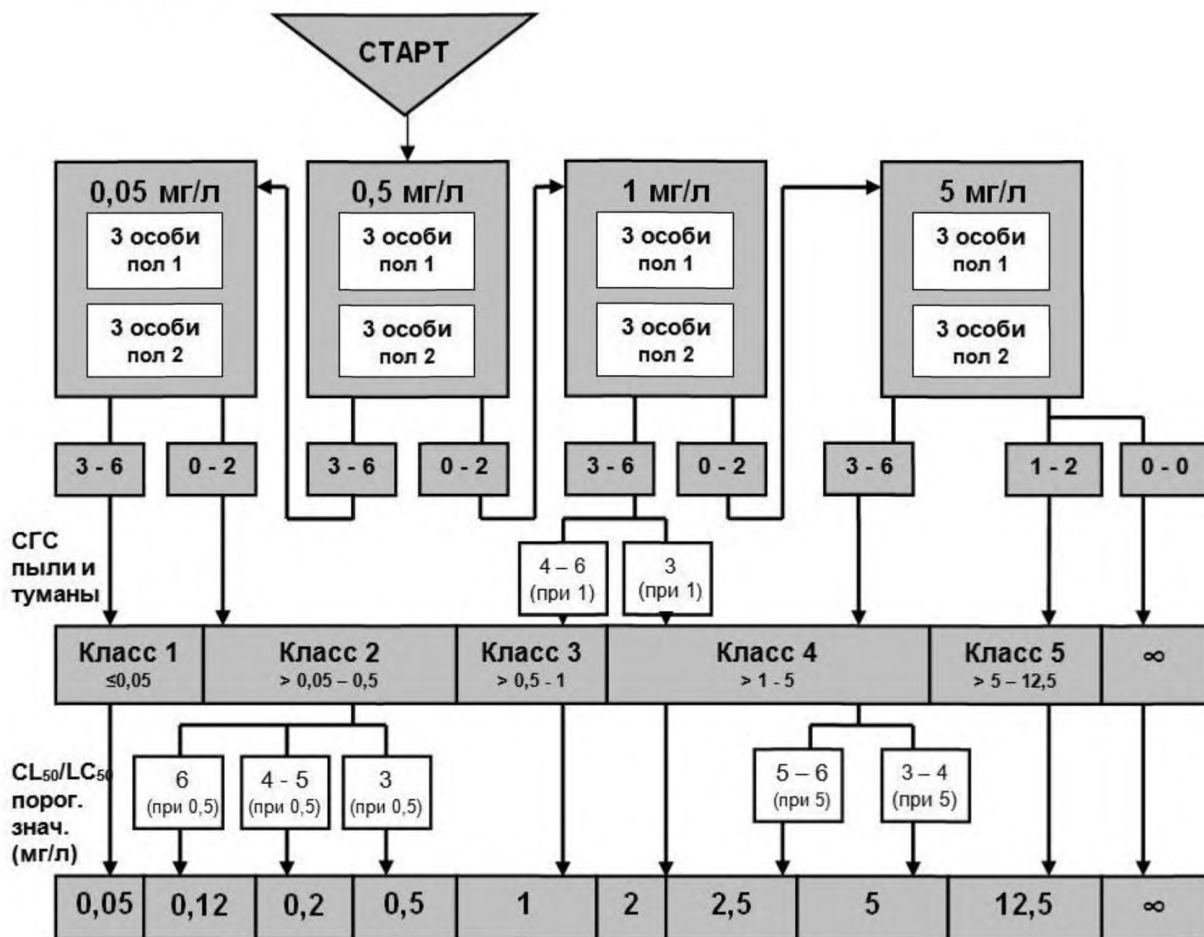 СТАРТ
0,05 мг/л
0,5 мг/л
1 мг/л
5 мг/л
3 особи
пол 1
3 особи
пол 1
3 особи
пол 1
3 особи
пол 1
3 особи
пол 2
3 особи
пол 2
3 особи
пол 2
3 особи
пол 2
3 - 6
0 - 2
3 - 6
0 - 2
3 - 6
0 - 2
3 - 6
1 - 2
0 - 0
СГС
пыли и
туманы
4 – 6
(при 1)
3
(при 1)
Класс 1
≤0,05
Класс 2
> 0,05 – 0,5
Класс 3
> 0,5 - 1
Класс 4
> 1 - 5
Класс 5
> 5 – 12,5
∞
CL50/LC50
порог.
знач.
(мг/л)
6
(при 0,5)
4 - 5
(при 0,5)
3
(при 0,5)
5 – 6
(при 5)
3 – 4
(при 5)
0,05
0,12
0,2
0,5
1
2
2,5
5
12,5
∞